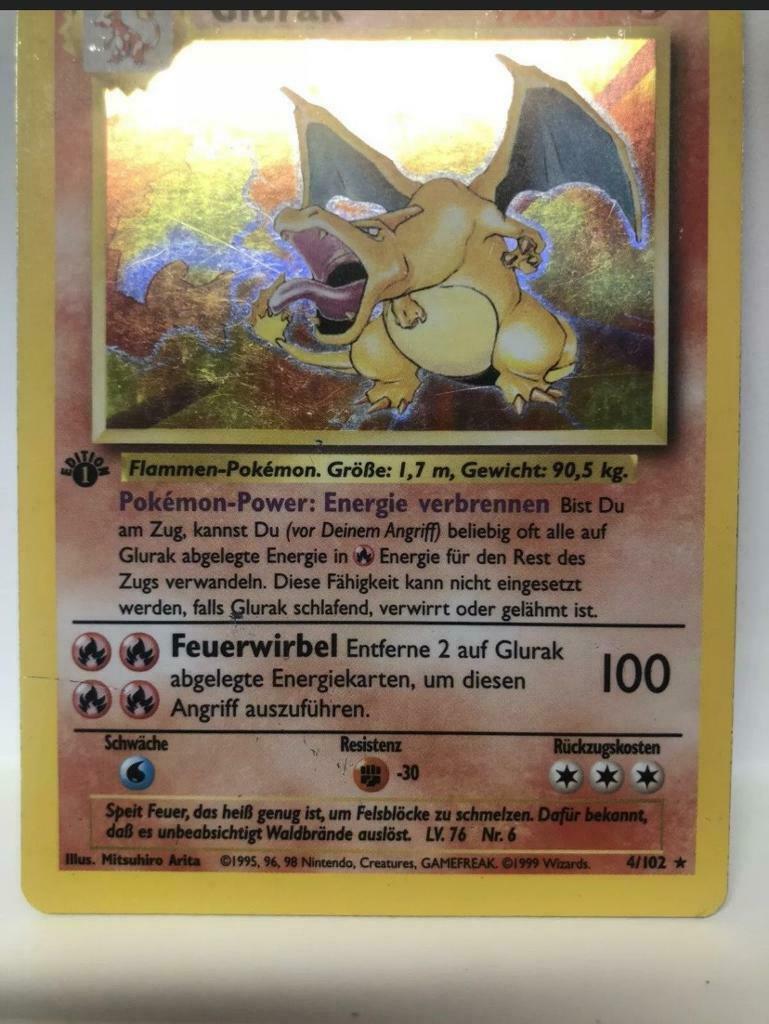 Glurak
EDITION
1
Flammen-Pokémon. Größe: 1,7 m, Gewicht: 90,5 kg.
Pokémon-Power: Energie verbrennen Bist Du
am Zug, kannst Du (vor Deinem Angriff) beliebig oft alle auf
Glurak abgelegte Energie in Energie für den Rest des
Zugs verwandeln. Diese Fähigkeit kann nicht eingesetzt
werden, falls Glurak schlafend, verwirrt oder gelähmt ist.
Feuerwirbel Entferne 2 auf Glurak
abgelegte Energiekarten, um diesen
Angriff auszuführen.
100
Schwäche Resistenz Rückzugskosten
-30
Speit Feuer, das heiß genug ist, um Felsblöcke zu schmelzen. Dafür bekannt,
daß es unbeabsichtigt Waldbrände auslöst. LV. 76 Nr. 6
Illus. Mitsuhiro Arita ©1995, 96, 98 Nintendo, Creatures, GAMEFREAK. ©1999 Wizards. 4/102 ★